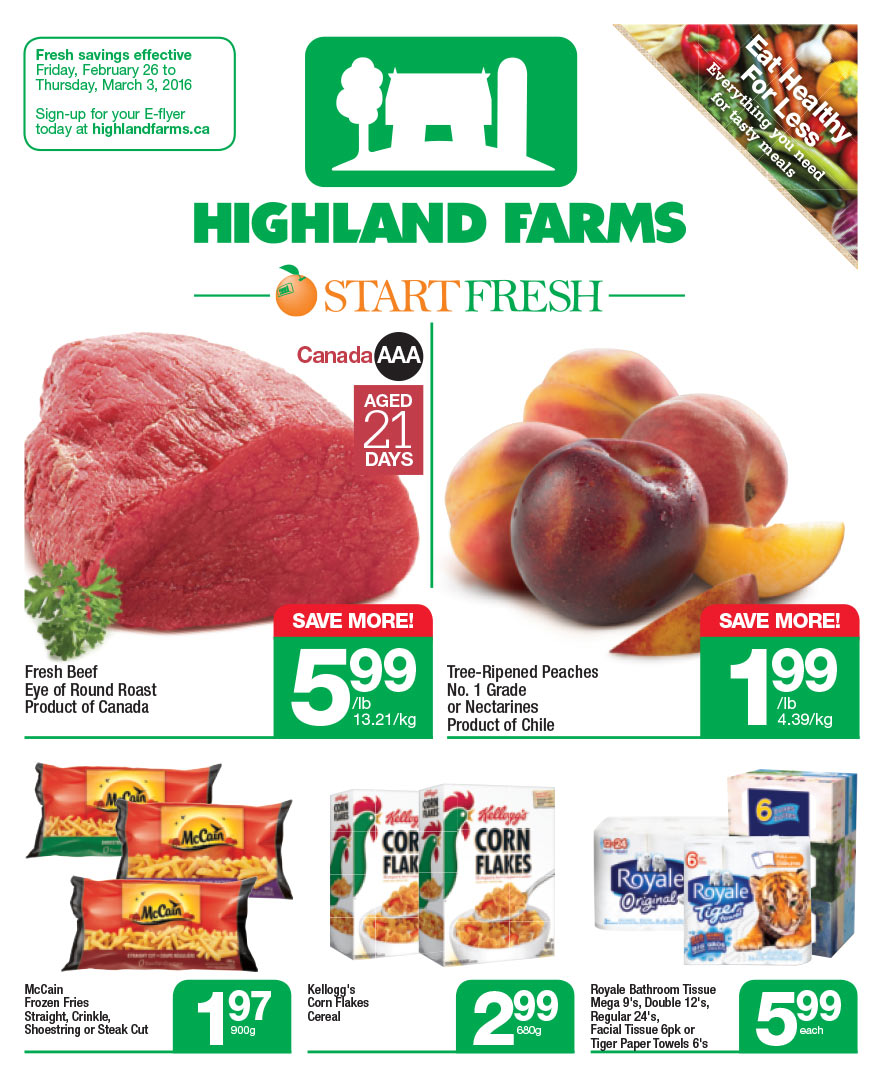 Fresh savings effective
Friday, February 26 to
Thursday, March 3, 2016
Sign-up for your E-flyer
today at highlandfarms.ca
Eat Healthy
For Less
Everything you need
for tasty meals
HIGHLAND FARMS
START FRESH
Canada AAA
AGED
21
DAYS
SAVE MORE!
5.99
/lb
13.21/kg
Fresh Beef
Eye of Round Roast
Product of Canada
SAVE MORE!
1.99
/lb
4.39/kg
Tree-Ripened Peaches
No. 1 Grade
or Nectarines
Product of Chile
McCain
McCain
McCain
STRAIGHT CUT
McCain
Frozen Fries
Straight, Crinkle,
Shoestring or Steak Cut
1.97
900g
Kellogg's
CORN
FLAKES
Kellogg's
CORN
FLAKES
Kellogg's
Corn Flakes
Cereal
2.99
680g
6
12=24
Royale
Original
6
Royale
Tiger
towel
Royale Bathroom Tissue
Mega 9's, Double 12's,
Regular 24's,
Facial Tissue 6pk or
Tiger Paper Towels 6's
5.99
each